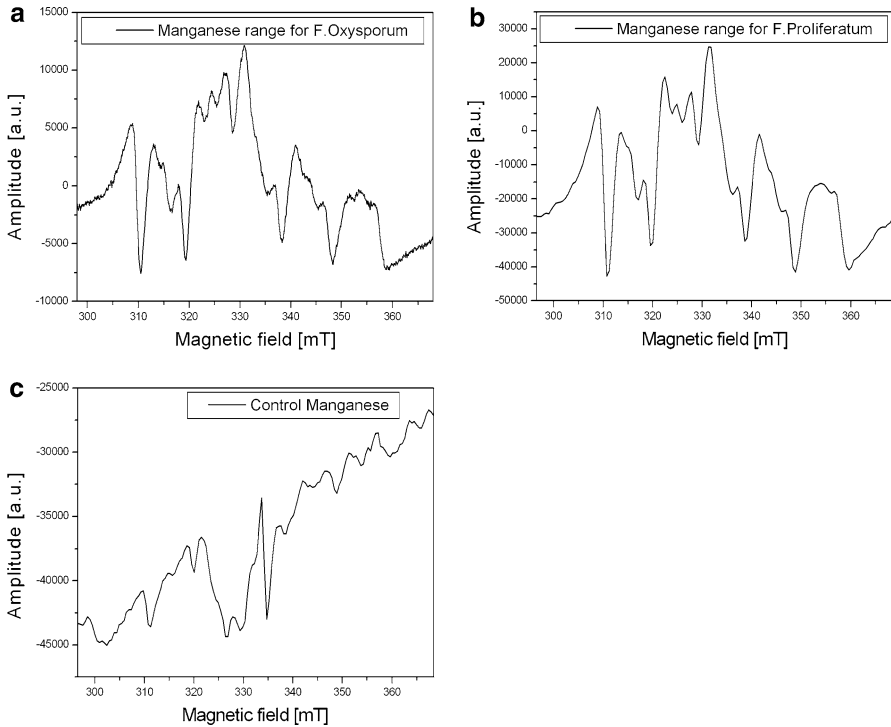 a
Manganese range for F.Oxysporum
15000
10000
5000
0
-5000
-10000
Amplitude [a.u.]
300 310 320 330 340 350 360
Magnetic field [mT]
b
Manganese range for F.Proliferatum
30000
20000
10000
0
-10000
-20000
-30000
-40000
-50000
Amplitude [a.u.]
300 310 320 330 340 350 360
Magnetic field [mT]
c
Control Manganese
-25000
-30000
-35000
-40000
-45000
Amplitude [a.u.]
300 310 320 330 340 350 360
Magnetic field [mT]